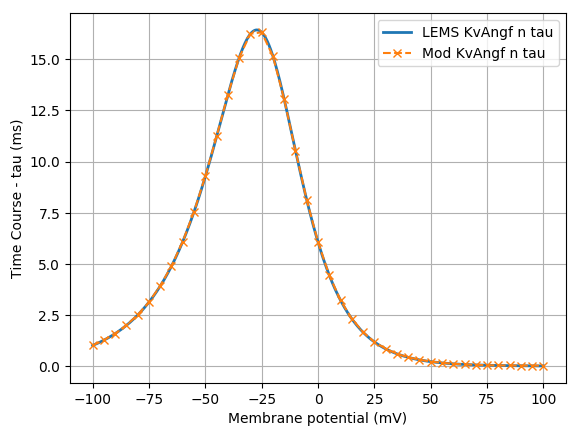 LEMS KvAngf n tau
Mod KvAngf n tau
Time Course - tau (ms)
15.0
12.5
10.0
7.5
5.0
2.5
0.0
−100 −75 −50 −25 0 25 50 75 100
Membrane potential (mV)